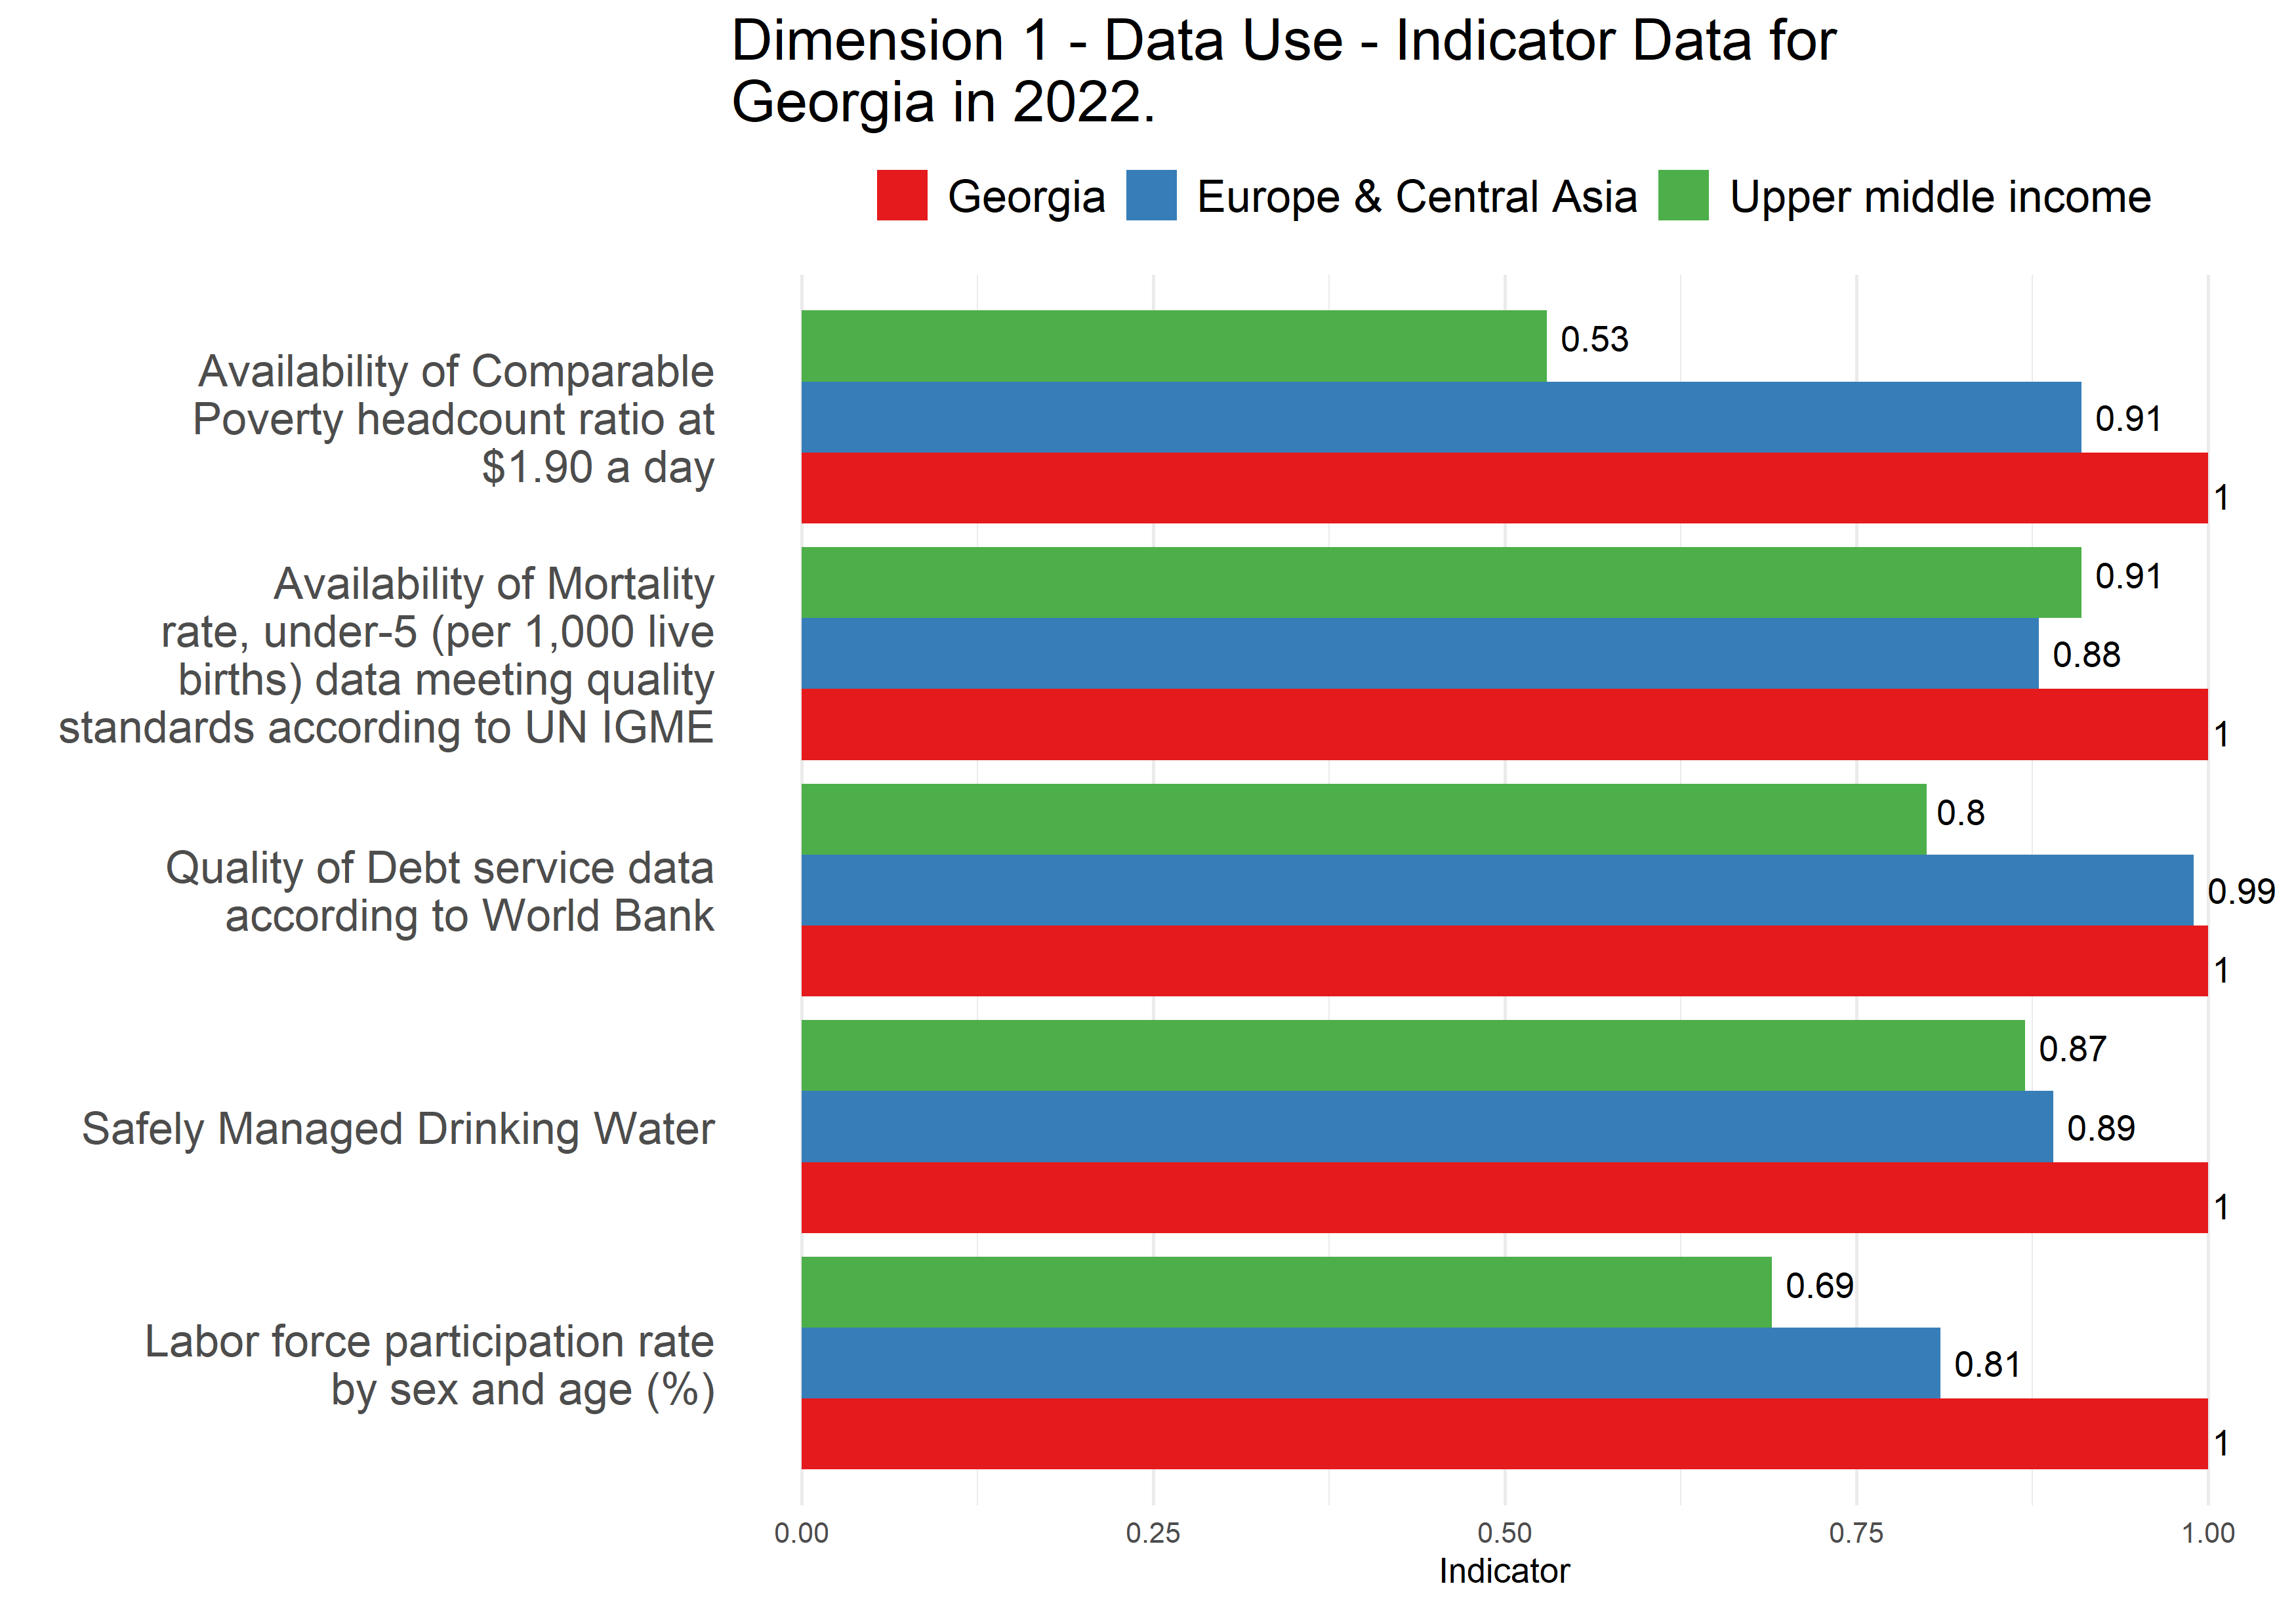 Dimension 1 - Data Use - Indicator Data for
Georgia in 2022.
Georgia
Europe & Central Asia
Upper middle income
Availability of Comparable
Poverty headcount ratio at
$1.90 a day
0.53
0.91
1
Availability of Mortality
rate, under-5 (per 1,000 live
births) data meeting quality
standards according to UN IGME
0.91
0.88
1
Quality of Debt service data
according to World Bank
0.8
0.99
1
Safely Managed Drinking Water
0.87
0.89
1
Labor force participation rate
by sex and age (%)
0.69
0.81
1
0.00
0.25
0.50
0.75
1.00
Indicator